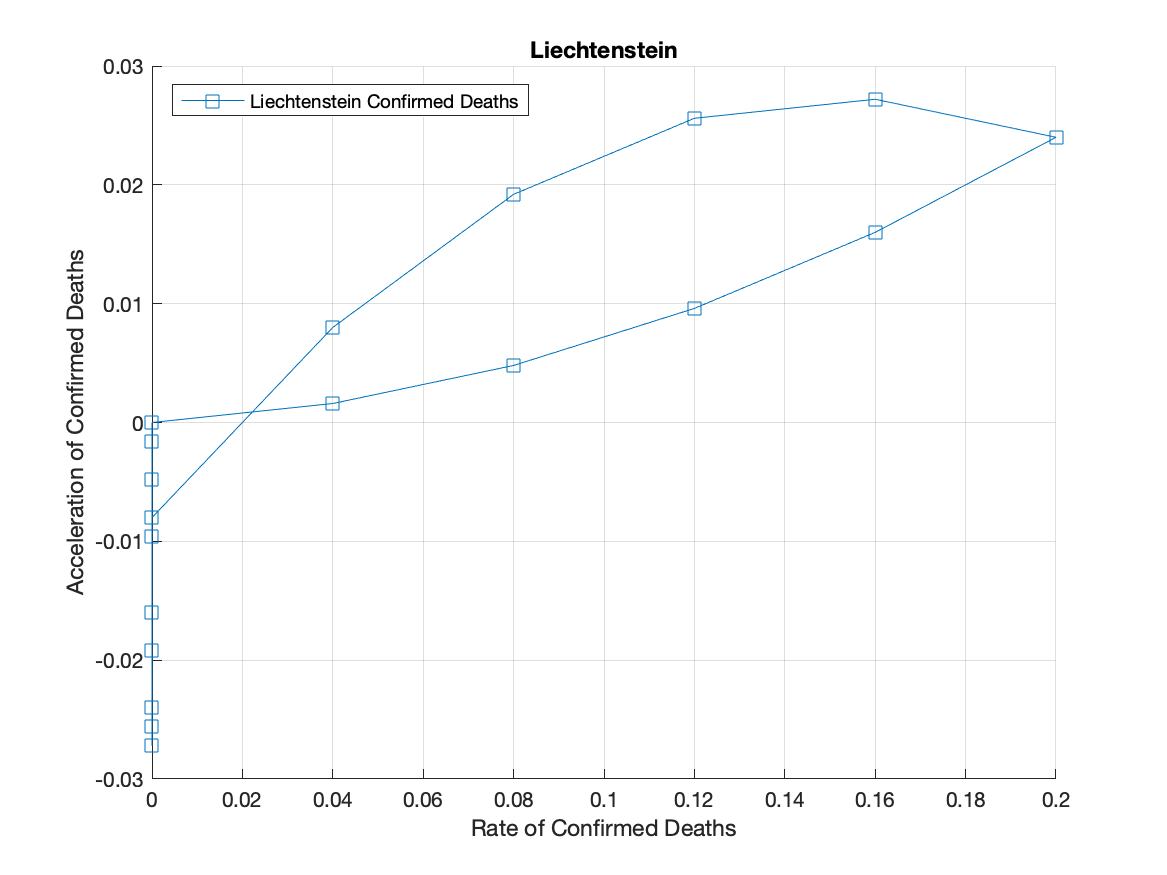 Liechtenstein
Liechtenstein Confirmed Deaths
Acceleration of Confirmed Deaths
0.03
0.02
0.01
0
-0.01
-0.02
-0.03
0 0.02 0.04 0.06 0.08 0.1 0.12 0.14 0.16 0.18 0.2
Rate of Confirmed Deaths